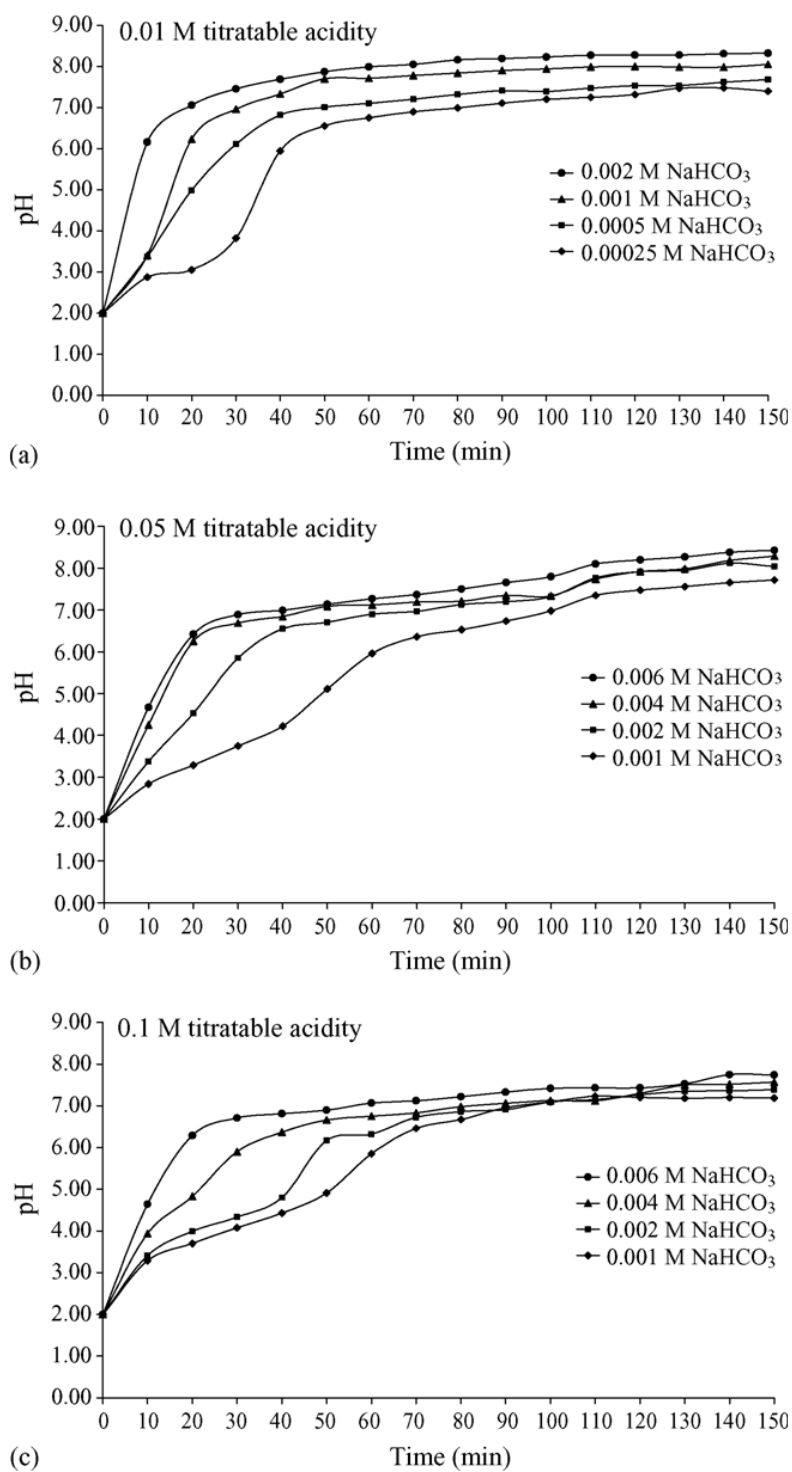 0.01 M titratable acidity
9.00
8.00
7.00
6.00
5.00
4.00
3.00
2.00
1.00
0.00
pH
0.002 M NaHCO₃
0.001 M NaHCO₃
0.0005 M NaHCO₃
0.00025 M NaHCO₃
0 10 20 30 40 50 60 70 80 90 100 110 120 130 140 150
Time (min)
(a)
0.05 M titratable acidity
9.00
8.00
7.00
6.00
5.00
4.00
3.00
2.00
1.00
0.00
pH
0.006 M NaHCO₃
0.004 M NaHCO₃
0.002 M NaHCO₃
0.001 M NaHCO₃
0 10 20 30 40 50 60 70 80 90 100 110 120 130 140 150
Time (min)
(b)
0.1 M titratable acidity
9.00
8.00
7.00
6.00
5.00
4.00
3.00
2.00
1.00
0.00
pH
0.006 M NaHCO₃
0.004 M NaHCO₃
0.002 M NaHCO₃
0.001 M NaHCO₃
0 10 20 30 40 50 60 70 80 90 100 110 120 130 140 150
Time (min)
(c)